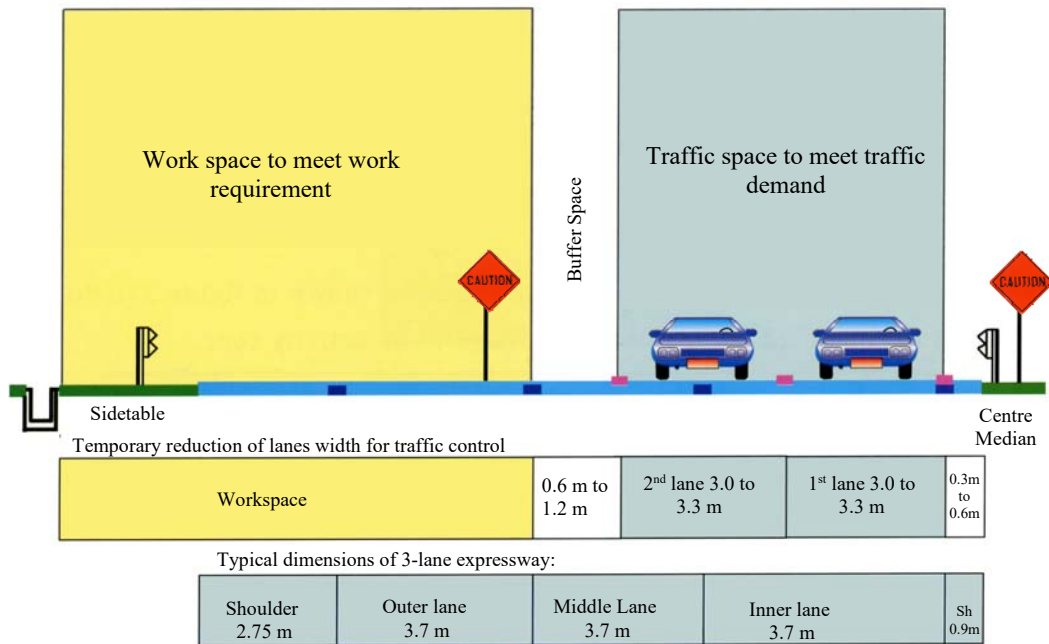 Work space to meet work
requirement
Buffer Space
Traffic space to meet traffic
demand
CAUTION
CAUTION
Sidetable
Centre
Median
Temporary reduction of lanes width for traffic control
Workspace
0.6 m to
1.2 m
2nd lane 3.0 to
3.3 m
1st lane 3.0 to
3.3 m
0.3m
to
0.6m
Typical dimensions of 3-lane expressway:
Shoulder
2.75 m
Outer lane
3.7 m
Middle Lane
3.7 m
Inner lane
3.7 m
Sh
0.9m